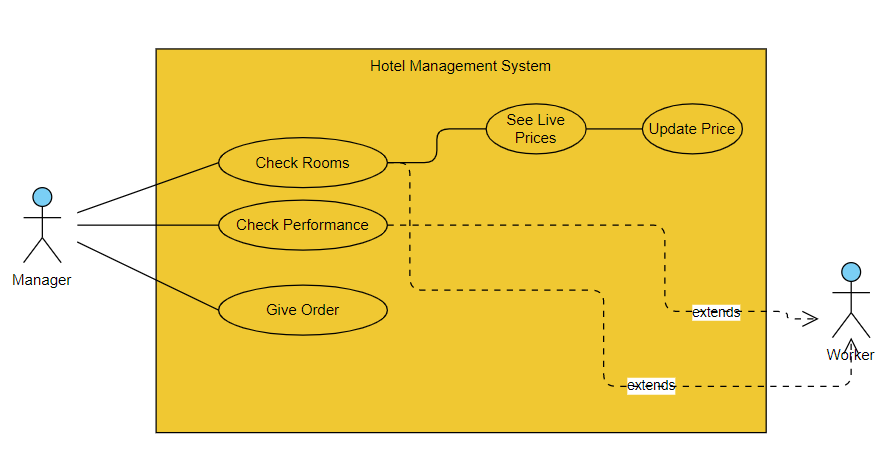 Hotel Management System
See Live
Prices
Update Price
Check Rooms
Check Performance
Manager
Give Order
extends
Worker
extends